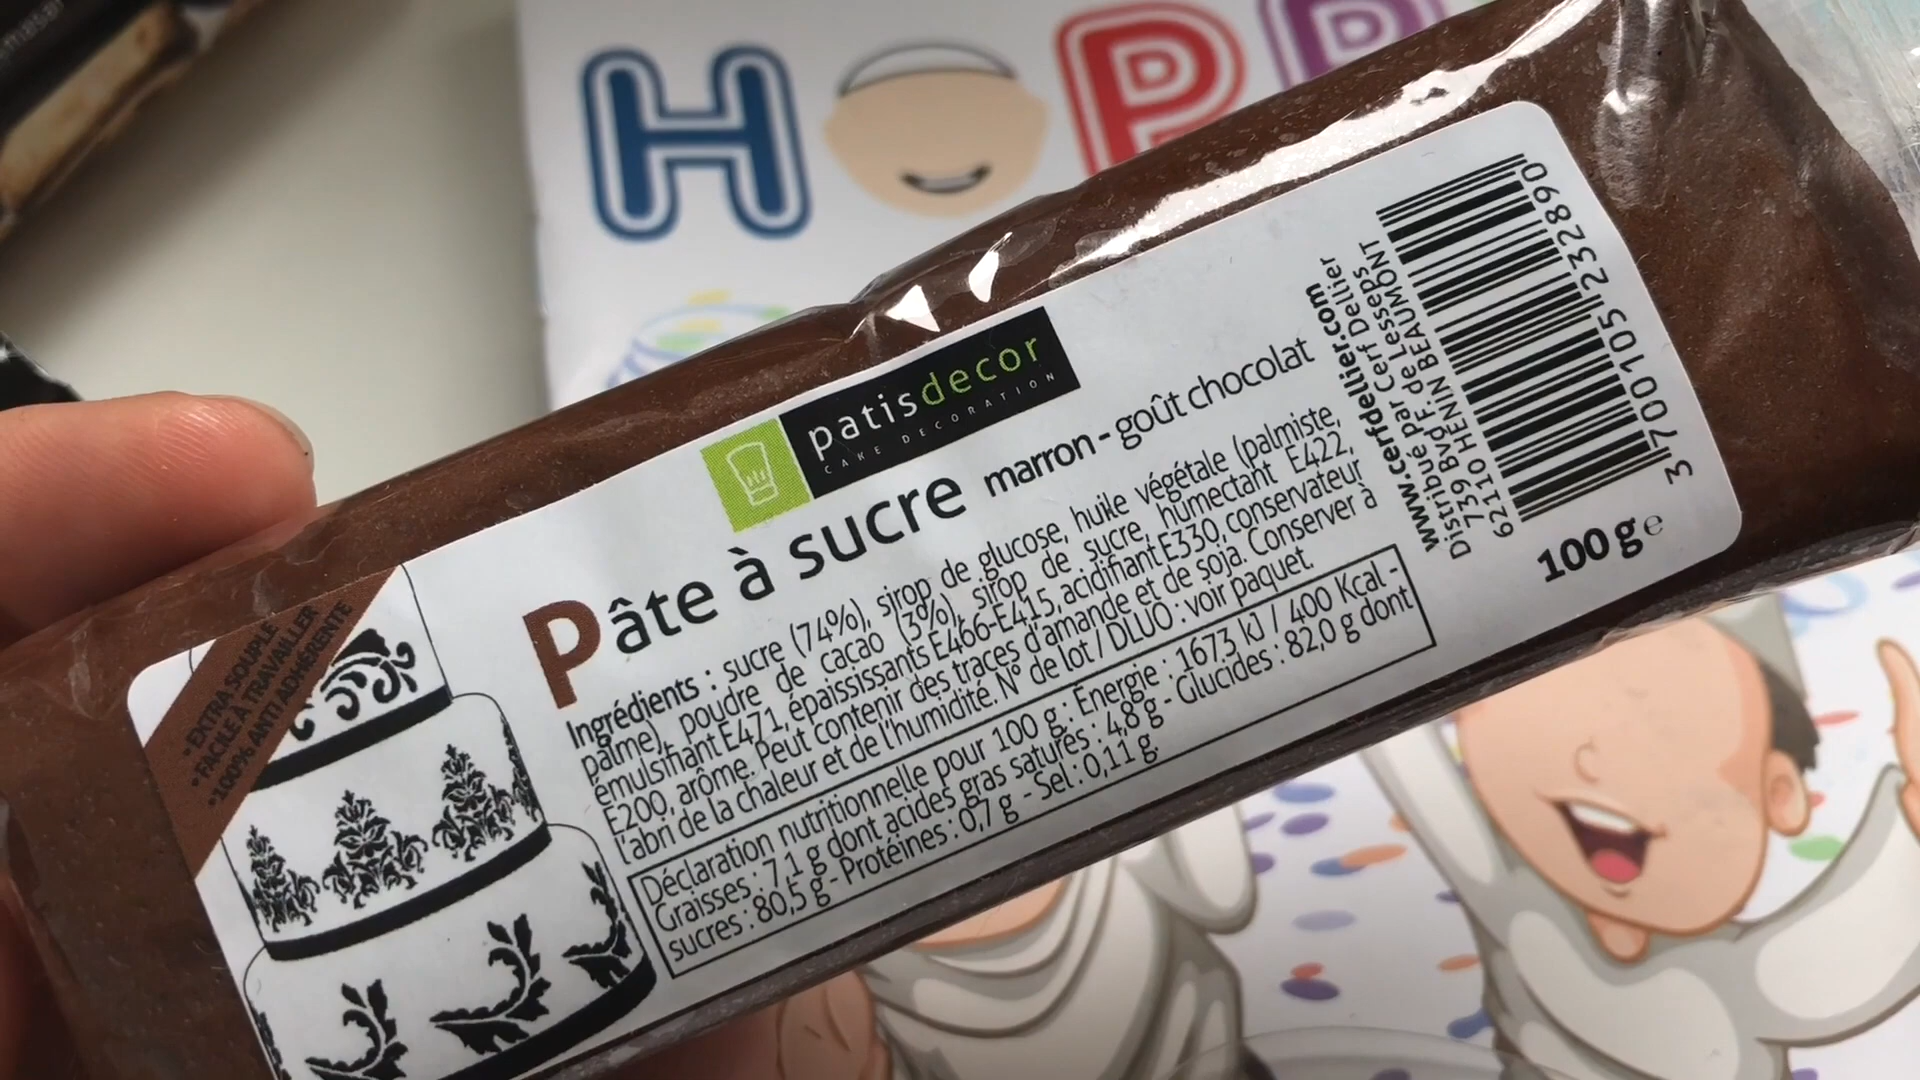 HOPP
patisdecor
CAKE DECORATION
Pâte à sucre marron - goût chocolat
Ingrédients : sucre (74%), sirop de glucose, huile végétale (palmiste,
palme), poudre de cacao (3%), sirop de sucre, humectant E422,
émulsifiant E471, épaississants E466-E415, acidifiant E330, conservateur
E200, arôme. Peut contenir des traces d'amande et de soja. Conserver à
l'abri de la chaleur et de l'humidité. N° de lot / DLUO : voir paquet.
Déclaration nutritionnelle pour 100 g : Energie : 1673 kJ / 400 Kcal -
Graisses : 7,1 g dont acides gras saturés : 4,8 g - Glucides : 82,0 g dont
sucres : 80,5 g - Protéines : 0,7 g - Sel : 0,11 g
*EXTRA SOUPLE
*FACILE À TRAVAILLER
*100% ANTI ADHÉRENTE
www.cerfdellier.com
Distribué par Cerf Dellier
739 Bvd F. de Lesseps
62110 HENIN BEAUMONT
3 700105 232890
100 g e